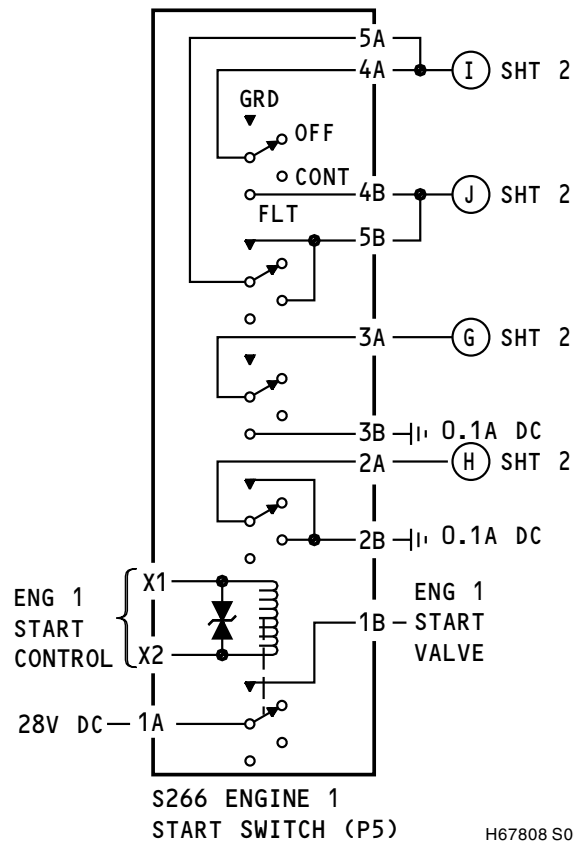 5A
4A
I SHT 2
GRD
OFF
CONT
4B
J SHT 2
FLT
5B
3A
G SHT 2
3B
0.1A DC
2A
H SHT 2
2B
0.1A DC
X1
ENG 1
START
CONTROL
X2
1B
ENG 1
START
VALVE
28V DC
1A
S266 ENGINE 1
START SWITCH (P5)
H67808 S0